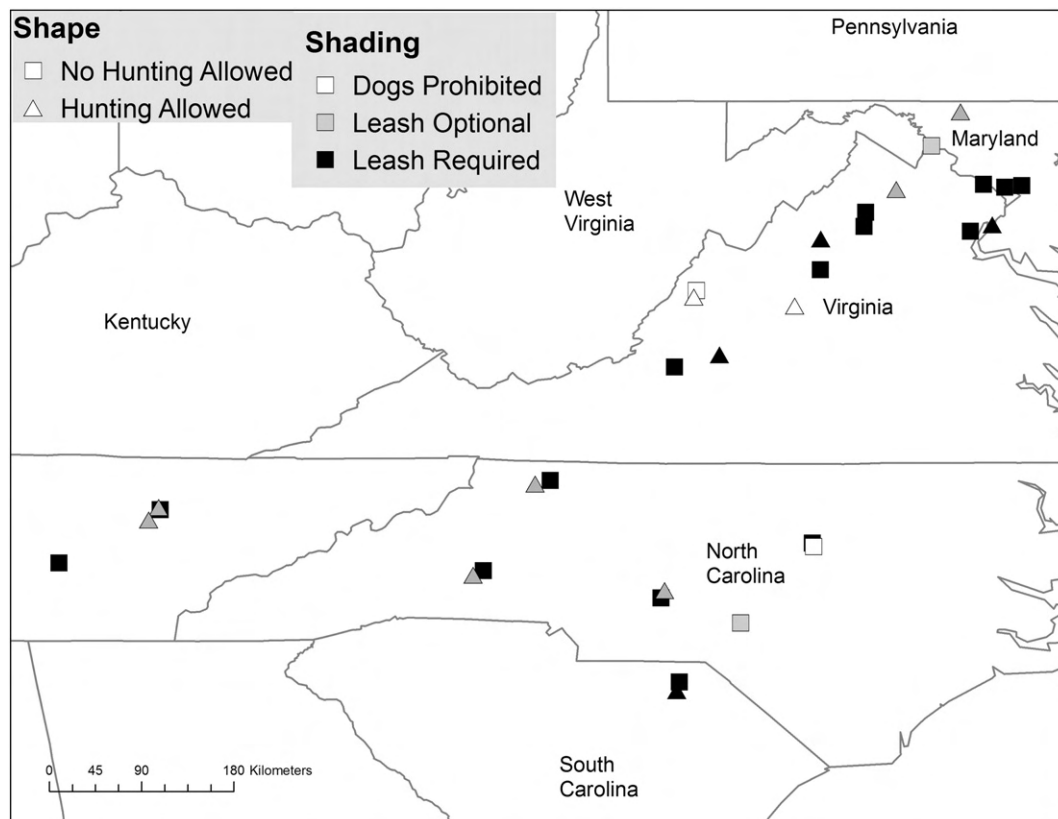 Shape
No Hunting Allowed
Hunting Allowed
Shading
Dogs Prohibited
Leash Optional
Leash Required
Pennsylvania
Maryland
West
Virginia
Kentucky
Virginia
North
Carolina
South
Carolina
0 45 90 180 Kilometers